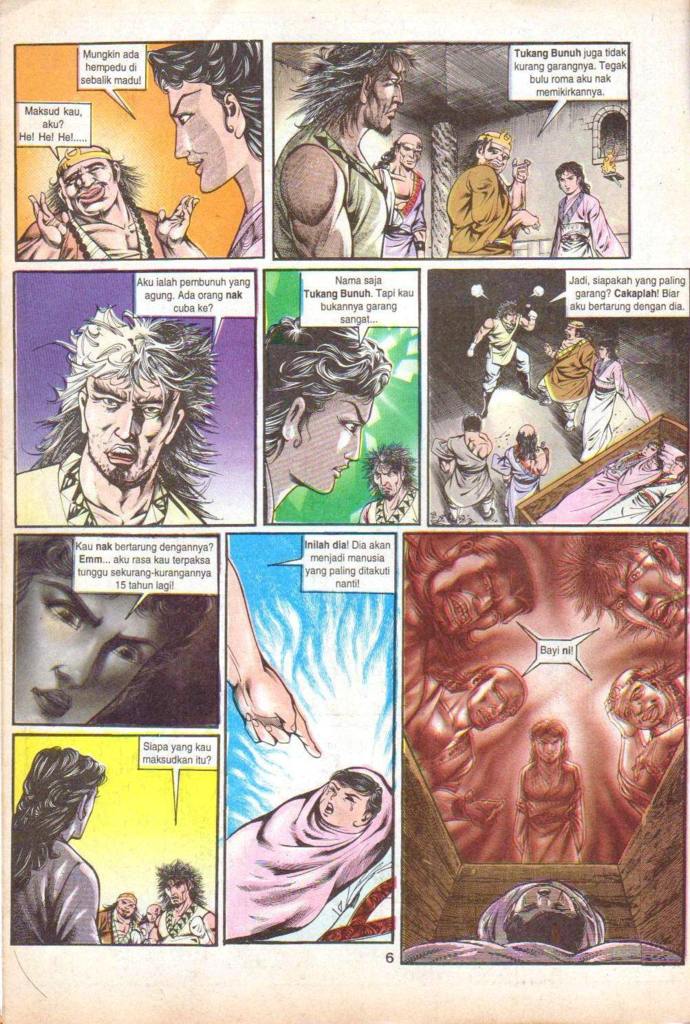 Mungkin ada
hempedu di
sebalik madu!
Maksud kau,
aku?
He! He! He!.....
Tukang Bunuh juga tidak
kurang garangnya. Tegak
bulu roma aku nak
memikirkannya.
Aku ialah pembunuh yang
agung. Ada orang nak
cuba ke?
Nama saja
Tukang Bunuh. Tapi kau
bukannya garang
sangat...
Jadi, siapakah yang paling
garang? Cakaplah! Biar
aku bertarung dengan dia.
Kau nak bertarung dengannya?
Emm... aku rasa kau terpaksa
tunggu sekurang-kurangannya
15 tahun lagi!
Siapa yang kau
maksudkan itu?
Inilah dia! Dia akan
menjadi manusia
yang paling ditakuti
nanti!
Bayi ni!
6